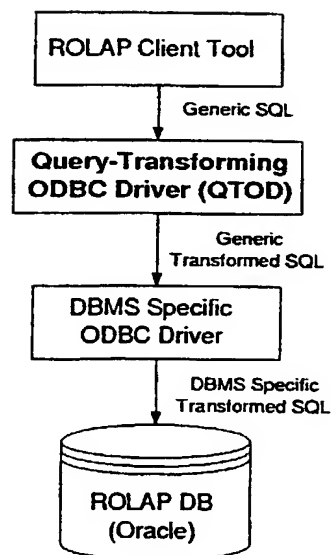 ROLAP Client Tool
Generic SQL
Query-Transforming
ODBC Driver (QTOD)
Generic
Transformed SQL
DBMS Specific
ODBC Driver
DBMS Specific
Transformed SQL
ROLAP DB
(Oracle)